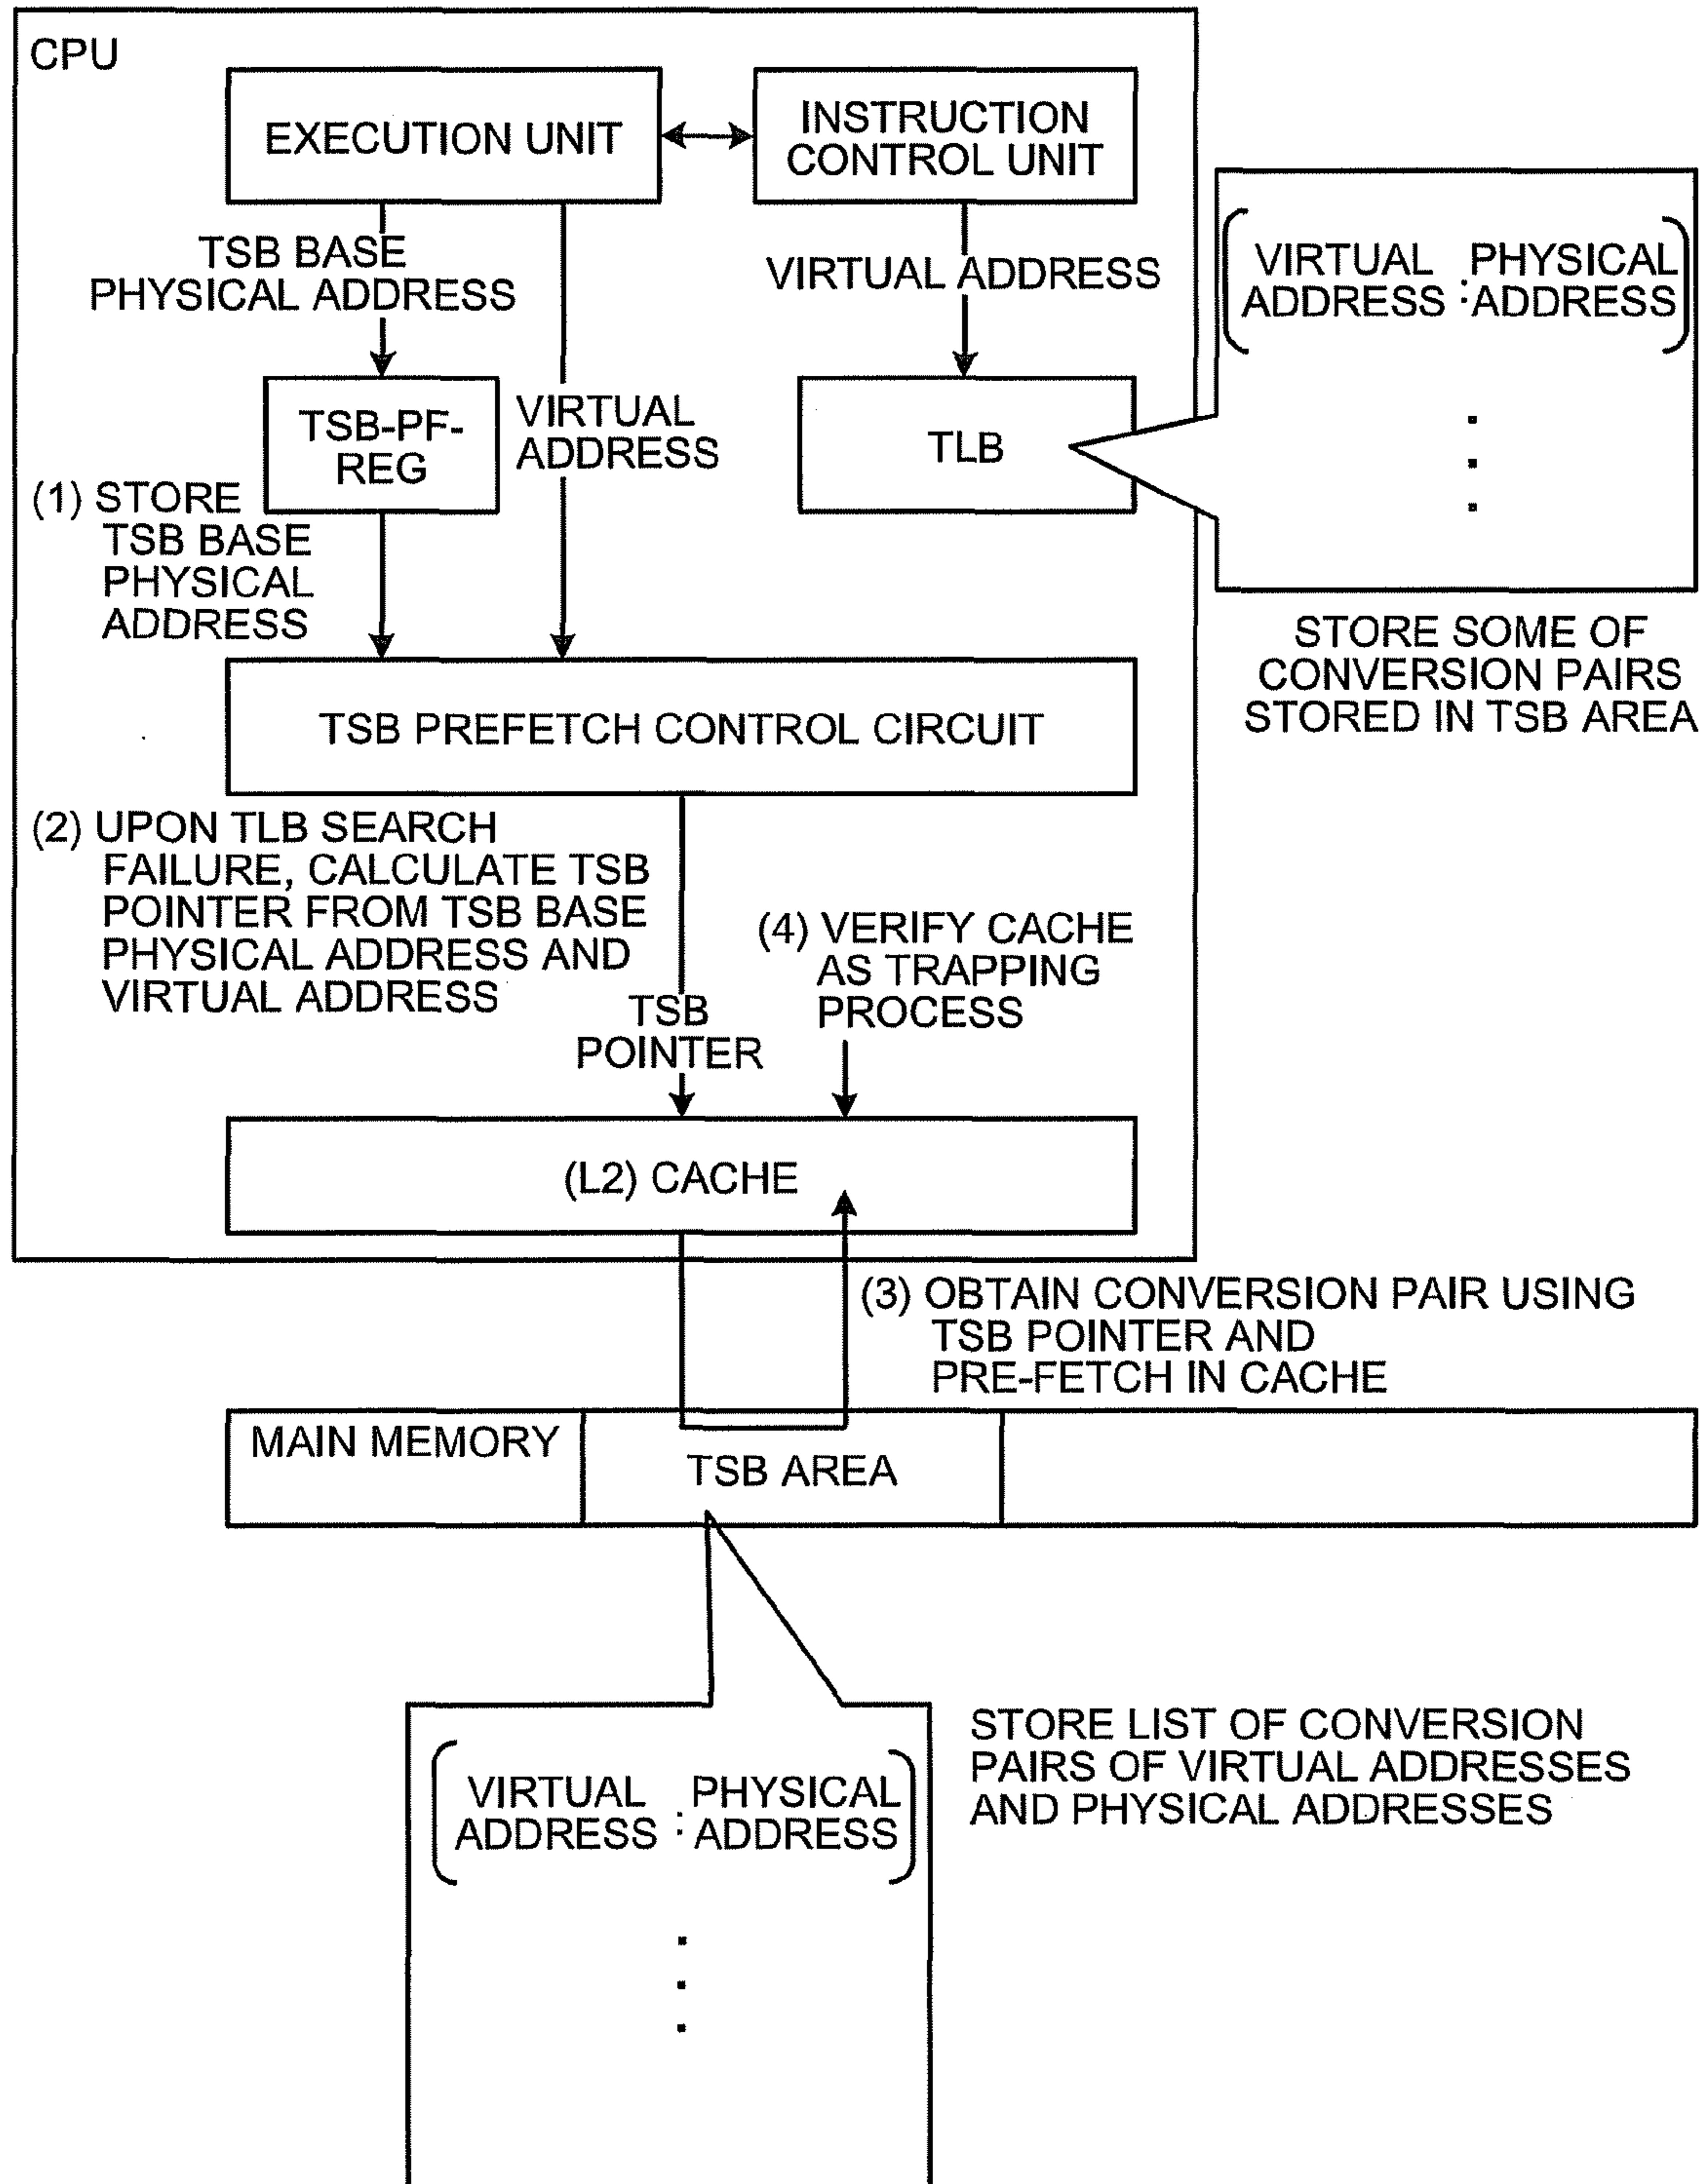 CPU
EXECUTION UNIT
INSTRUCTION
CONTROL UNIT
TSB BASE
PHYSICAL ADDRESS
VIRTUAL ADDRESS
VIRTUAL : PHYSICAL
ADDRESS ADDRESS
TSB-PF-
REG
VIRTUAL
ADDRESS
TLB
(1) STORE
TSB BASE
PHYSICAL
ADDRESS
STORE SOME OF
CONVERSION PAIRS
STORED IN TSB AREA
TSB PREFETCH CONTROL CIRCUIT
(2) UPON TLB SEARCH
FAILURE, CALCULATE TSB
POINTER FROM TSB BASE
PHYSICAL ADDRESS AND
VIRTUAL ADDRESS
TSB
POINTER
(4) VERIFY CACHE
AS TRAPPING
PROCESS
(L2) CACHE
(3) OBTAIN CONVERSION PAIR USING
TSB POINTER AND
PRE-FETCH IN CACHE
MAIN MEMORY
TSB AREA
VIRTUAL : PHYSICAL
ADDRESS ADDRESS
STORE LIST OF CONVERSION
PAIRS OF VIRTUAL ADDRESSES
AND PHYSICAL ADDRESSES